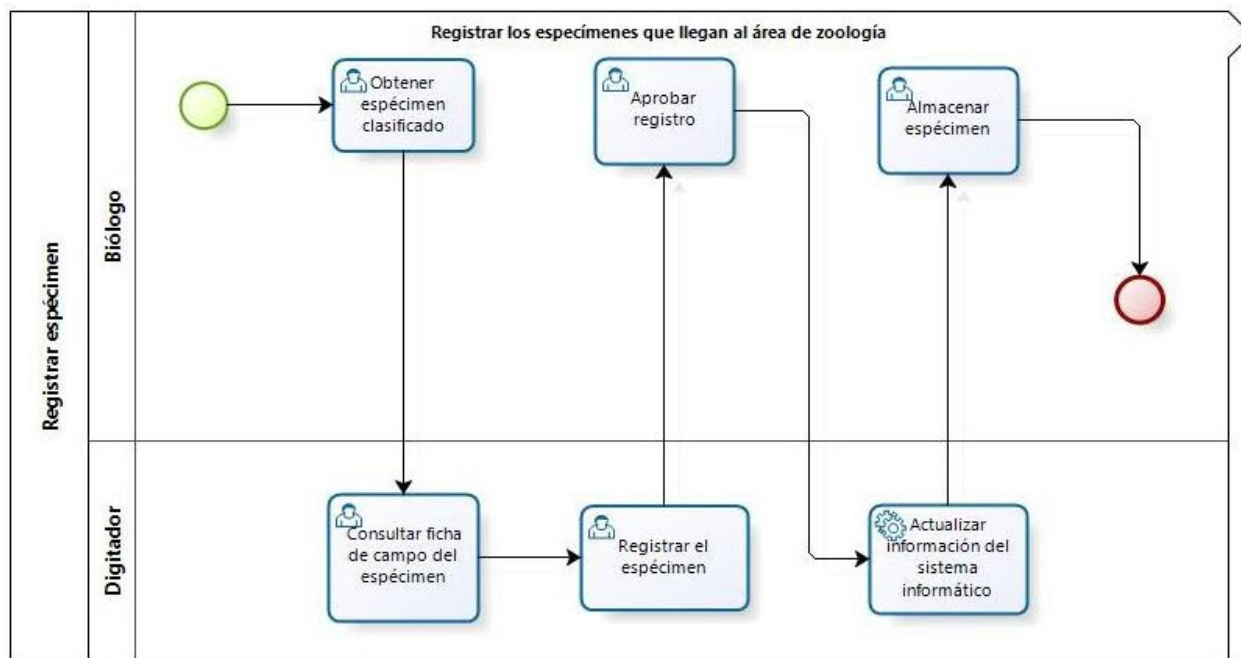 Registrar los especímenes que llegan al área de zoología
Registrar espécimen
Biólogo
Obtener
espécimen
clasificado
Aprobar
registro
Almacenar
espécimen
Digitador
Consultar ficha
de campo del
espécimen
Registrar el
espécimen
Actualizar
información del
sistema
informático